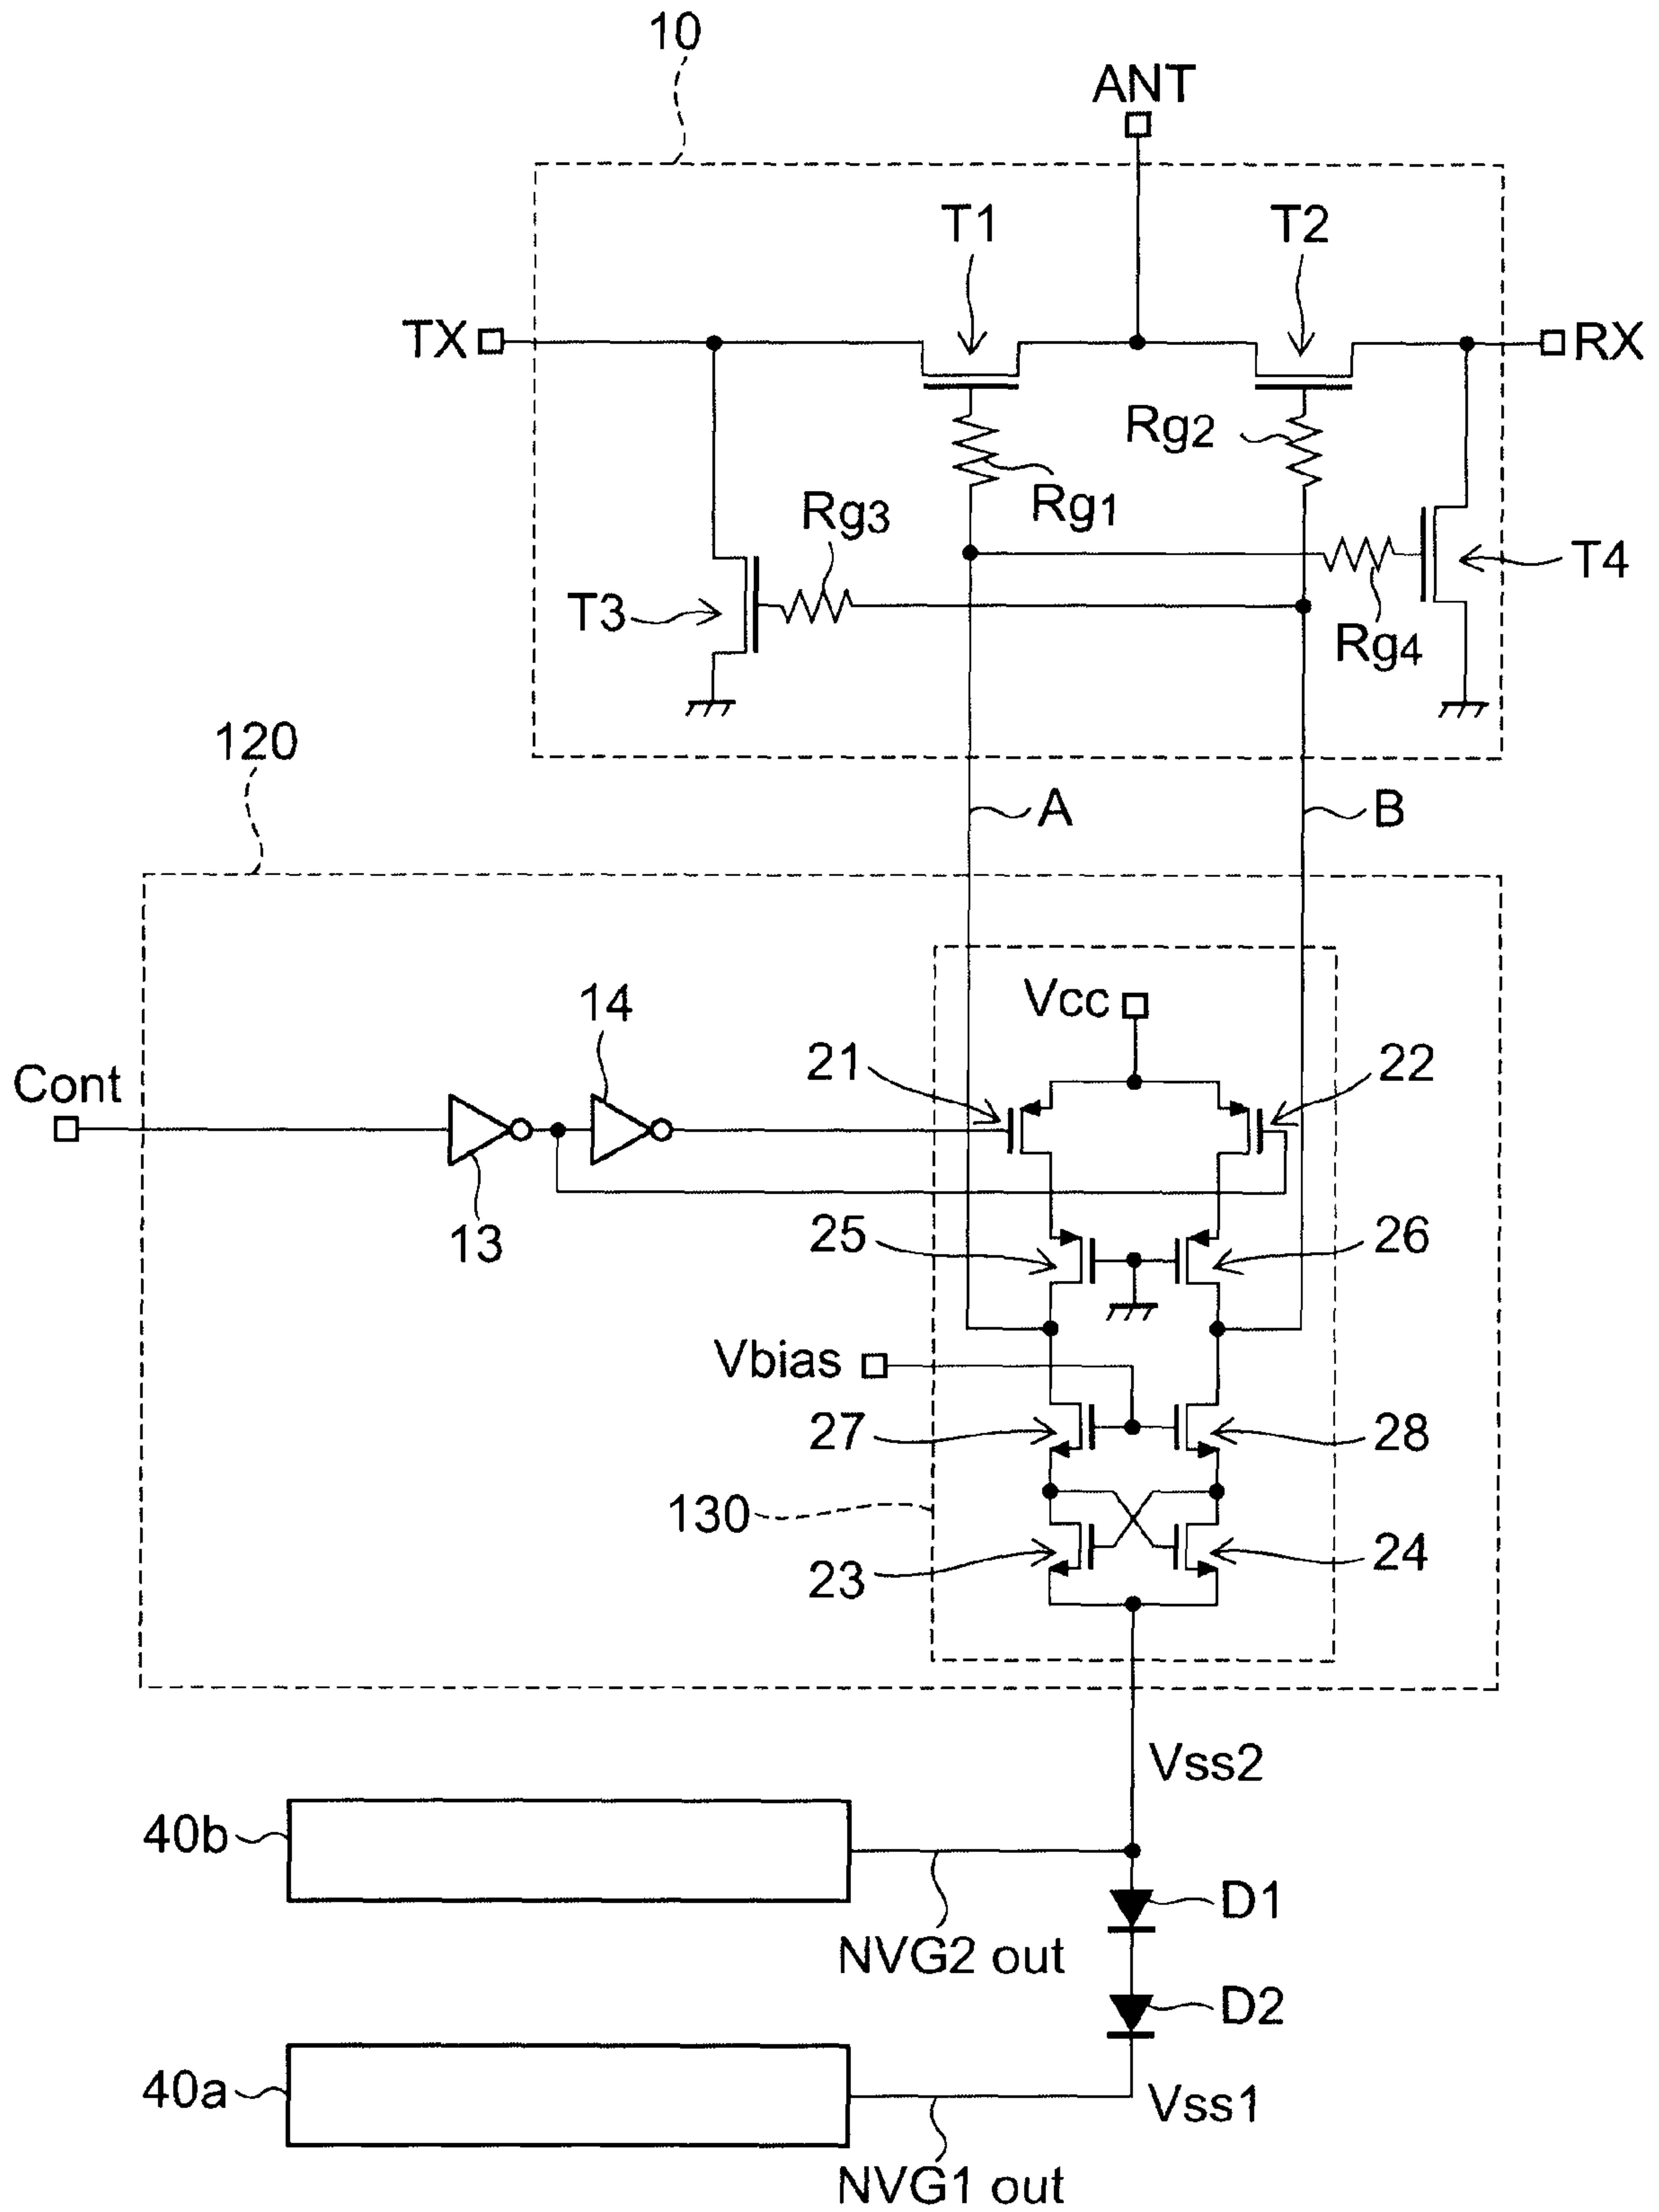 10
ANT
T1
T2
TX
RX
Rg2
Rg1
Rg3
T4
T3
Rg4
120
A
B
Vcc
14
21
22
Cont
13
25
26
Vbias
27
28
130
23
24
Vss2
40b
D1
NVG2 out
D2
40a
Vss1
NVG1 out